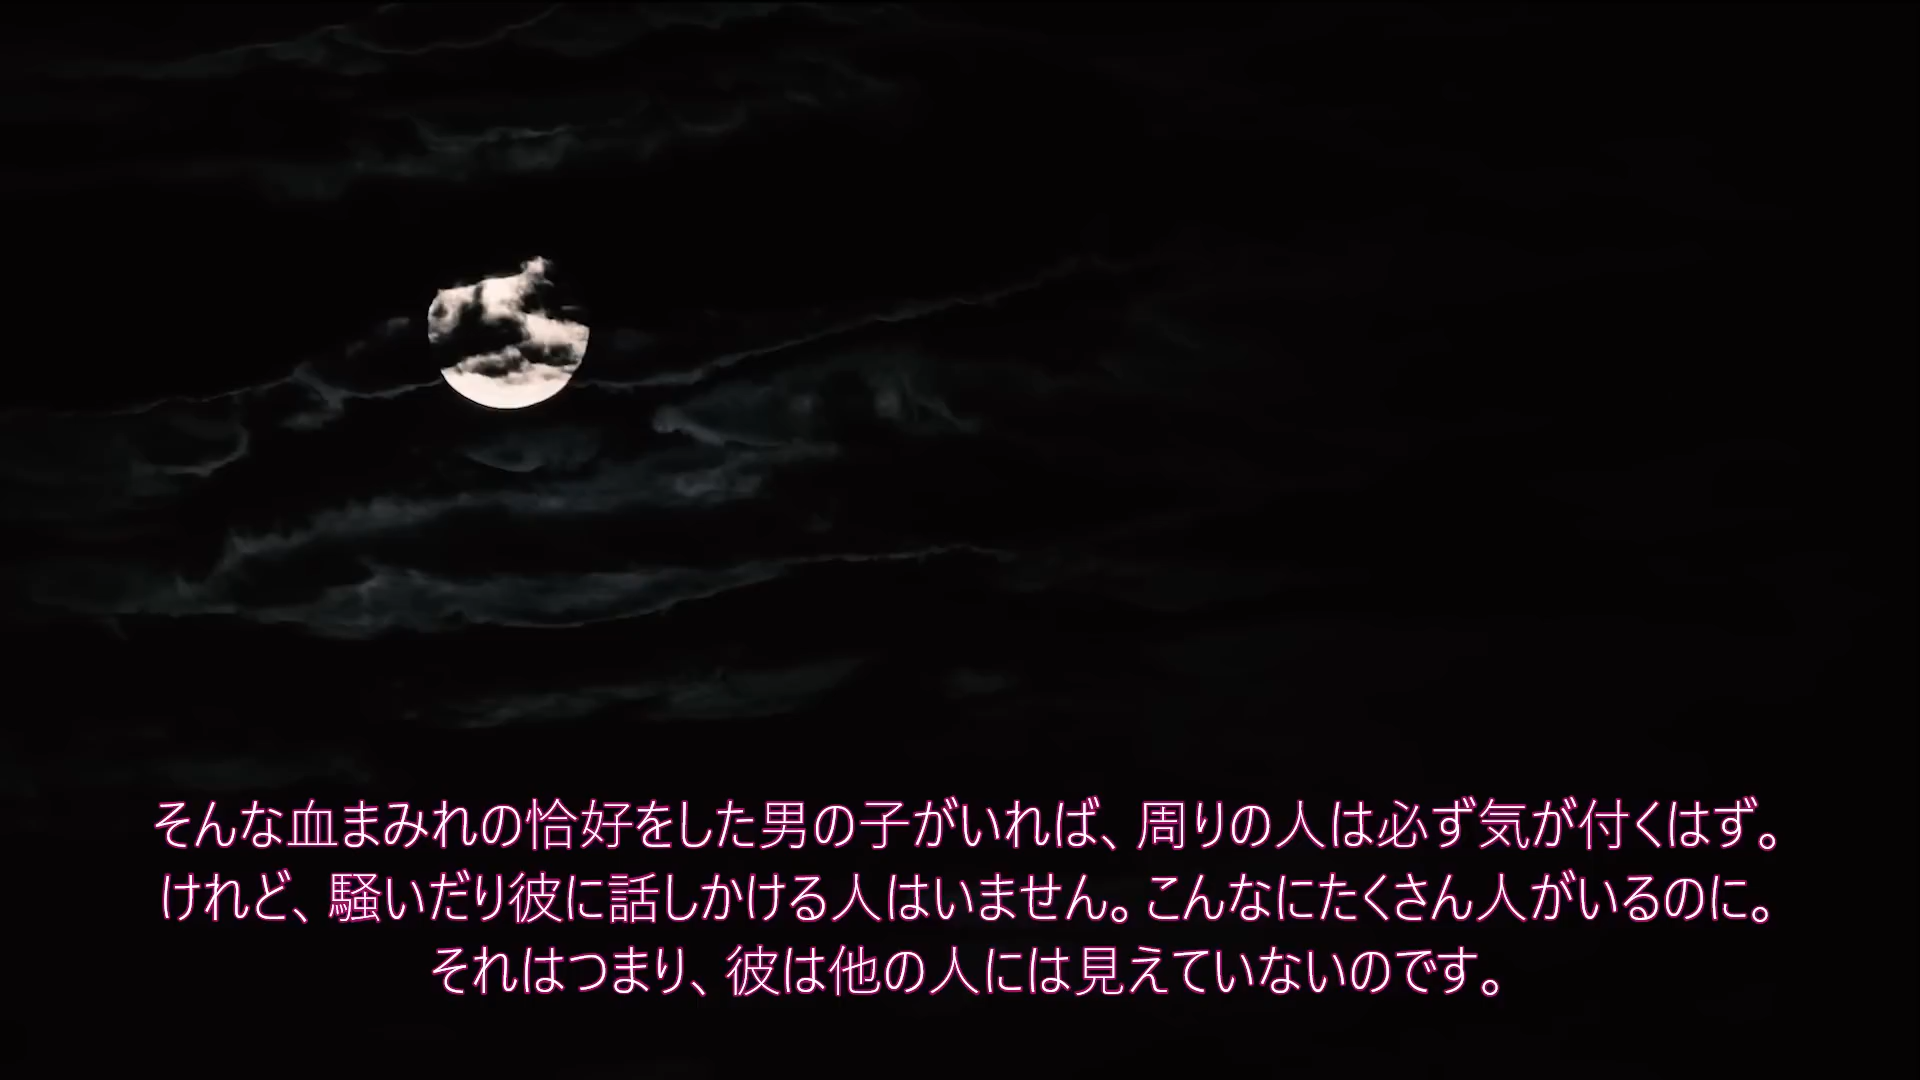 そんな血まみれの恰好をした男の子がいれば、周りの人は必ず気が付くはず。
けれど、騒いだり彼に話しかける人はいません。こんなにたくさん人がいるのに。
それはつまり、彼は他の人には見えていないのです。